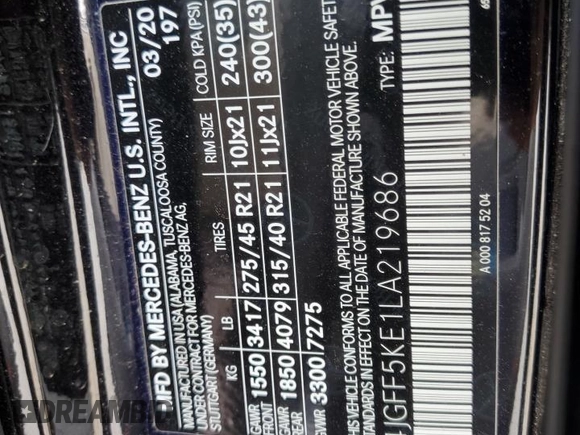 MFD BY MERCEDES-BENZ U.S. INTL., INC
MANUFACTURED IN USA (ALABAMA, TUSCALOOSA COUNTY) 03/20
UNDER CONTRACT FOR MERCEDES-BENZ AG, 197
STUTTGART (GERMANY)
KG LB TIRES RIM SIZE COLD KPA (PSI)
GAWR FRONT 1550 3417 275/45 R21 10Jx21 240(35)
GAWR REAR 1850 4079 315/40 R21 11Jx21 300(43)
GVWR 3300 7275
THIS VEHICLE CONFORMS TO ALL APPLICABLE FEDERAL MOTOR VEHICLE SAFET
STANDARDS IN EFFECT ON THE DATE OF MANUFACTURE SHOWN ABOVE.
JGFF5KE1LA219686 TYPE: MPV
A 000 817 52 04
DREAMBID